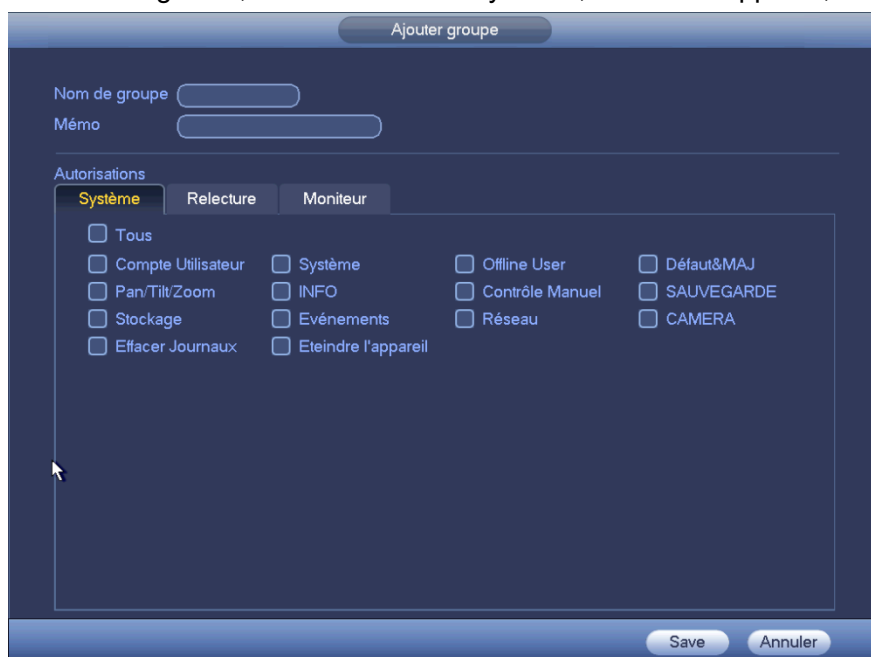 Ajouter groupe
Nom de groupe
Mémo
Autorisations
Système Relecture Moniteur
Tous
Compte Utilisateur Système Offline User Défaut&MAJ
Pan/Tilt/Zoom INFO Contrôle Manuel SAUVEGARDE
Stockage Evénements Réseau CAMERA
Effacer Journaux Eteindre l'appareil
Save Annuler